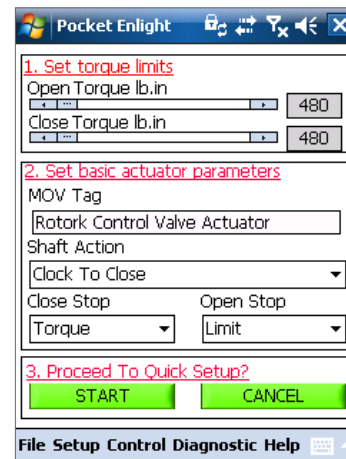 Pocket Enlight
1. Set torque limits
Open Torque lb.in
480
Close Torque lb.in
480
2. Set basic actuator parameters
MOV Tag
Rotork Control Valve Actuator
Shaft Action
Clock To Close
Close Stop Open Stop
Torque Limit
3. Proceed To Quick Setup?
START CANCEL
File Setup Control Diagnostic Help